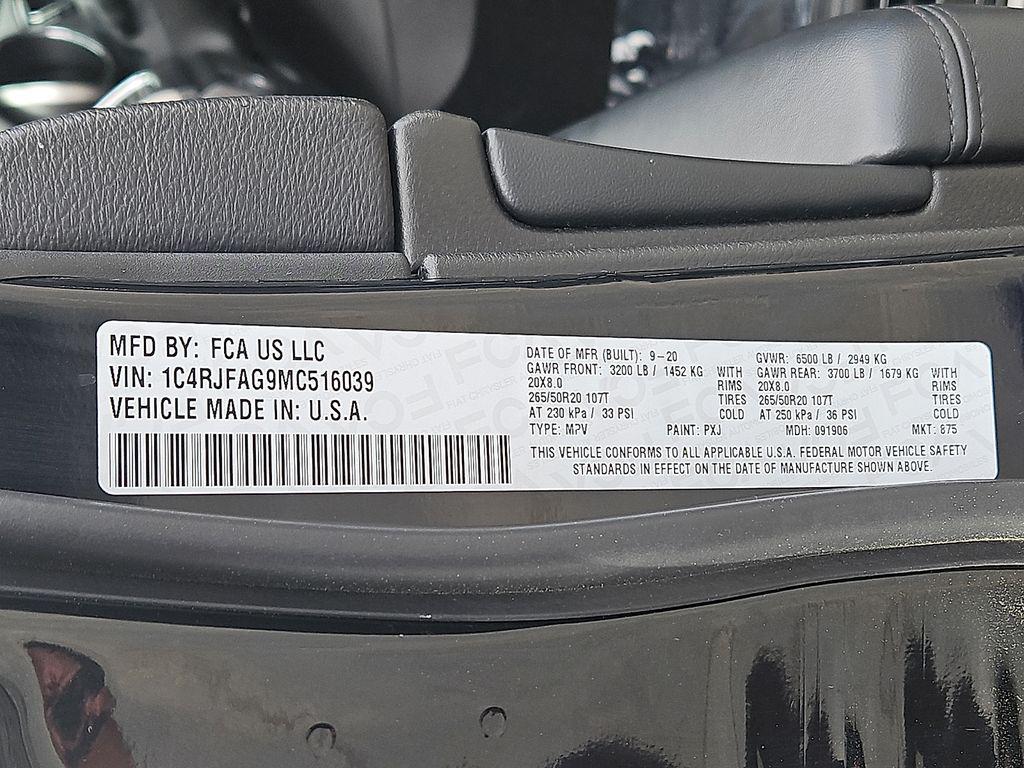 MFD BY: FCA US LLC
VIN: 1C4RJFAG9MC516039
VEHICLE MADE IN: U.S.A.
DATE OF MFR (BUILT): 9-20 GVWR: 6500 LB / 2949 KG
GAWR FRONT: 3200 LB / 1452 KG WITH GAWR REAR: 3700 LB / 1679 KG WITH
20X8.0 RIMS 20X8.0 RIMS
265/50R20 107T TIRES 265/50R20 107T TIRES
AT 230 kPa / 33 PSI COLD AT 250 kPa / 36 PSI COLD
TYPE: MPV PAINT: PXJ MDH: 091906 MKT: 875
THIS VEHICLE CONFORMS TO ALL APPLICABLE U.S.A. FEDERAL MOTOR VEHICLE SAFETY
STANDARDS IN EFFECT ON THE DATE OF MANUFACTURE SHOWN ABOVE.